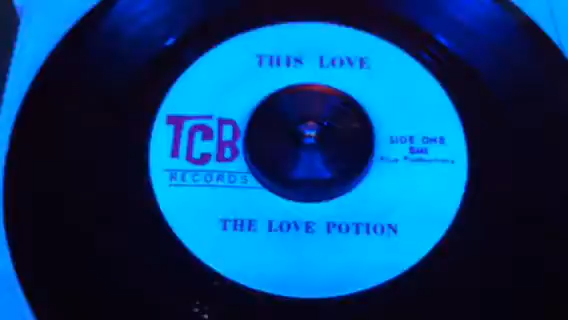 THIS LOVE
TCB
RECORDS
SIDE ONE
THE LOVE POTION